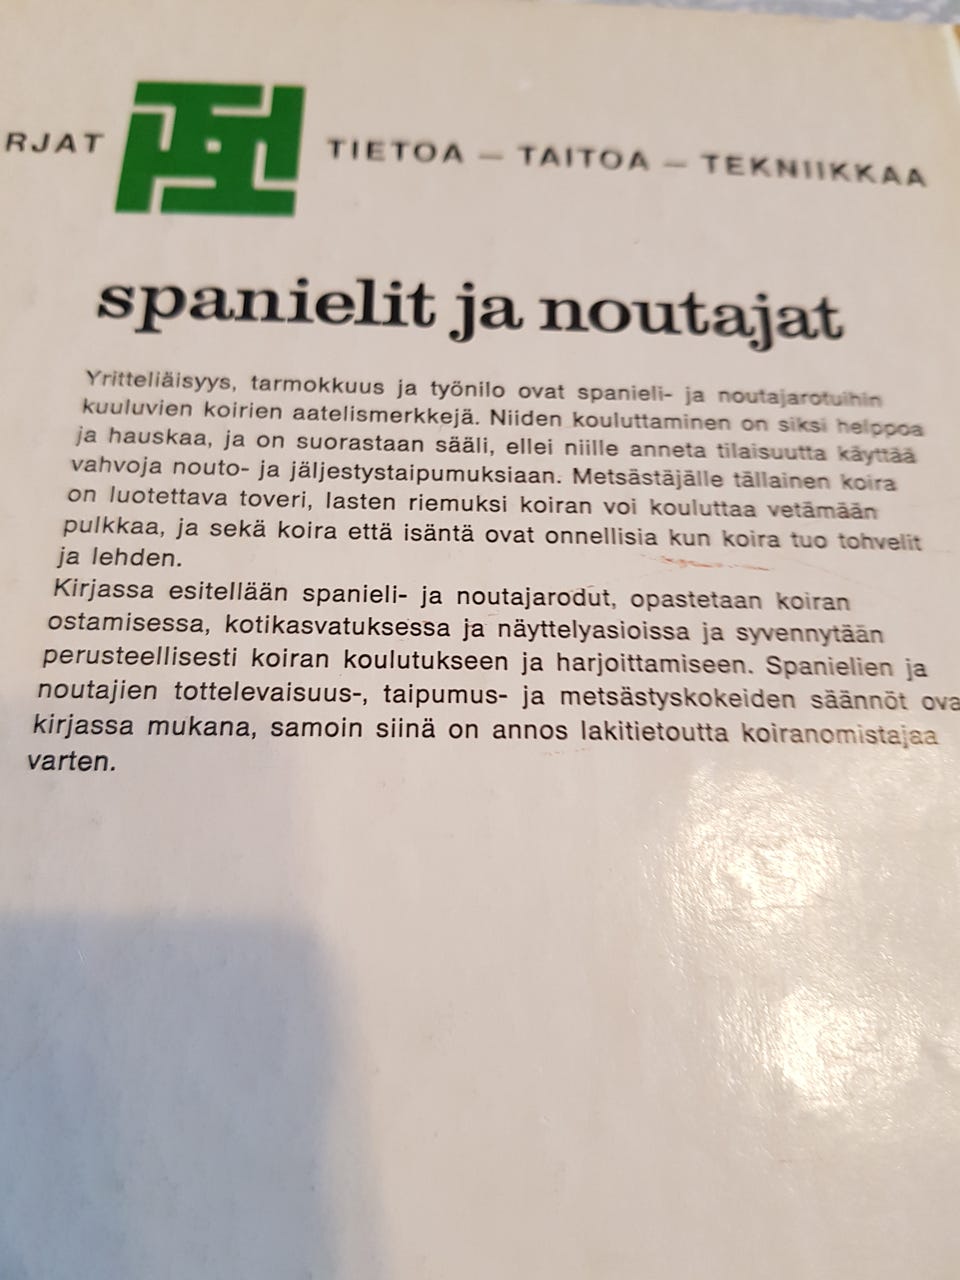 RJAT TIETOA — TAITOA — TEKNIIKKAA
spanielit ja noutajat
Yritteliäisyys, tarmokkuus ja työnilo ovat spanieli- ja noutajarotuihin
kuuluvien koirien aatelismerkkejä. Niiden kouluttaminen on siksi helppoa
ja hauskaa, ja on suorastaan sääli, ellei niille anneta tilaisuutta käyttää
vahvoja nouto- ja jäljestystaipumuksiaan. Metsästäjälle tällainen koira
on luotettava toveri, lasten riemuksi koiran voi kouluttaa vetämään
pulkkaa, ja sekä koira että isäntä ovat onnellisia kun koira tuo tohvelit
ja lehden.
Kirjassa esitellään spanieli- ja noutajarodut, opastetaan koiran
ostamisessa, kotikasvatuksessa ja näyttelyasioissa ja syvennytään
perusteellisesti koiran koulutukseen ja harjoittamiseen. Spanielien ja
noutajien tottelevaisuus-, taipumus- ja metsästyskokeiden säännöt ova
kirjassa mukana, samoin siinä on annos lakitietoutta koiranomistajaa
varten.